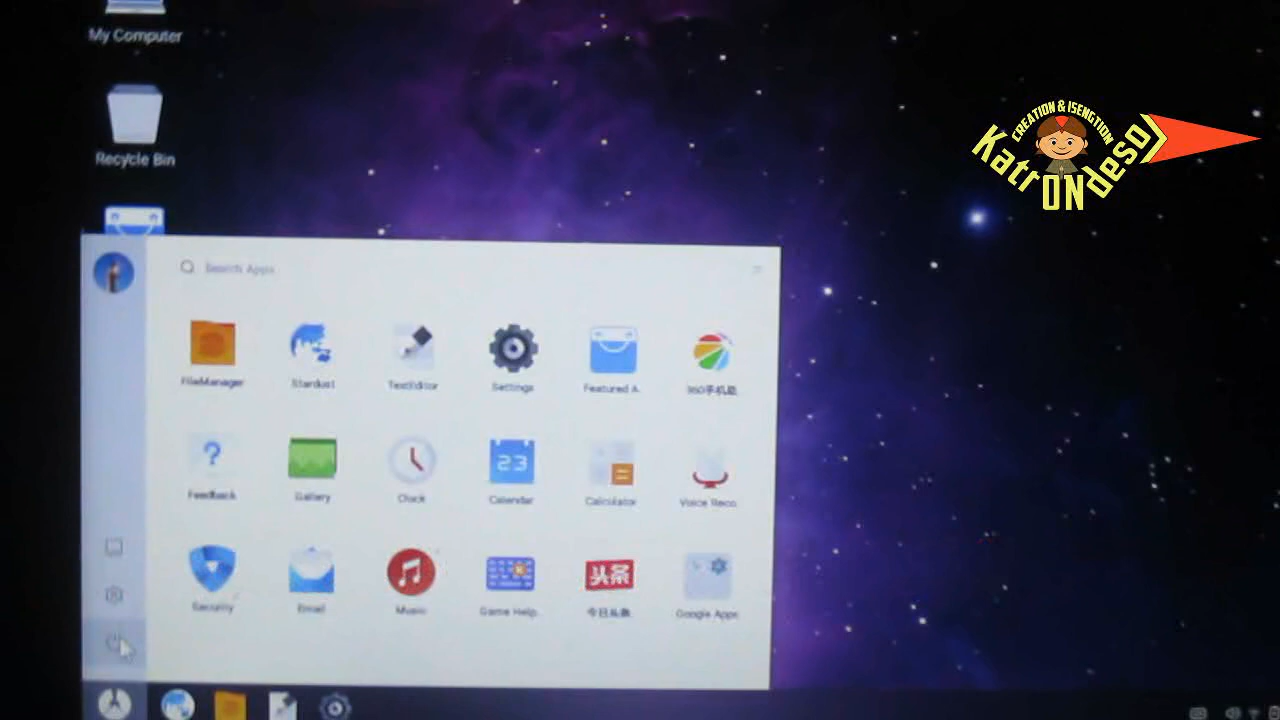 My Computer
Recycle Bin
CREATION & ISENGTION
KatrONdeso
Search Apps
FileManager
Stardust
TextEditor
Settings
Featured A.
360手机助
Feedback
Gallery
Clock
23
Calendar
Calculator
Voice Reco.
Security
Email
Music
Game Help.
头条
今日头条
Google Apps